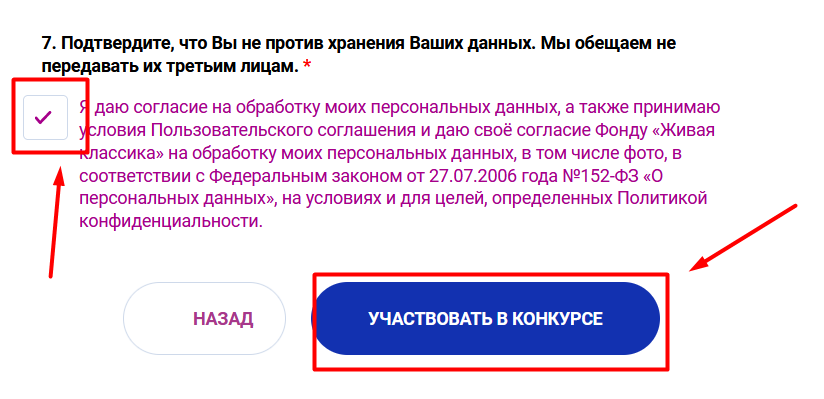 7. Подтвердите, что Вы не против хранения Ваших данных. Мы обещаем не
передавать их третьим лицам. *
Я даю согласие на обработку моих персональных данных, а также принимаю
условия Пользовательского соглашения и даю своё согласие Фонду «Живая
классика» на обработку моих персональных данных, в том числе фото, в
соответствии с Федеральным законом от 27.07.2006 года №152-ФЗ «О
персональных данных», на условиях и для целей, определенных Политикой
конфиденциальности.
НАЗАД
УЧАСТВОВАТЬ В КОНКУРСЕ